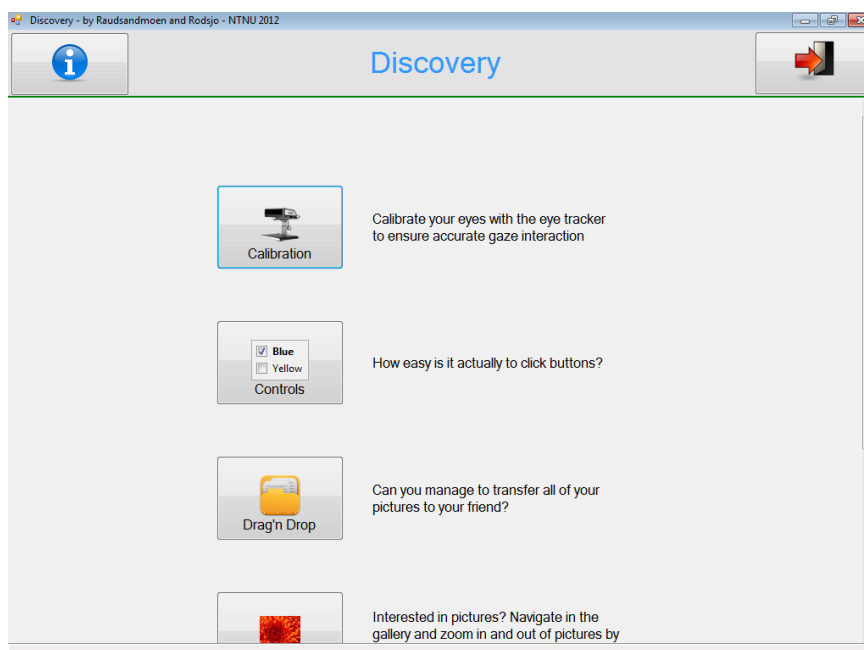 Discovery - by Raudsandmoen and Rodsjo - NTNU 2012
Discovery
Calibration
Calibrate your eyes with the eye tracker
to ensure accurate gaze interaction
Blue
Yellow
Controls
How easy is it actually to click buttons?
Drag'n Drop
Can you manage to transfer all of your
pictures to your friend?
Interested in pictures? Navigate in the
gallery and zoom in and out of pictures by